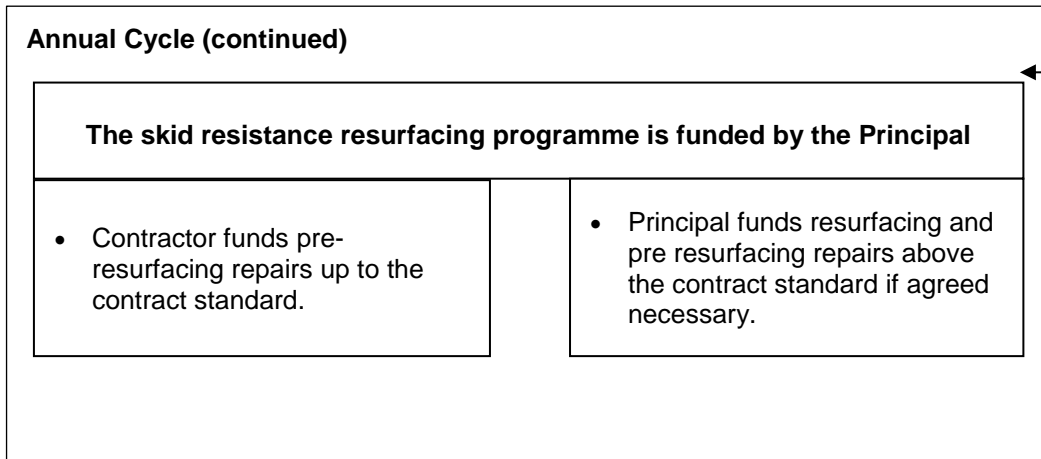 Annual Cycle (continued)
The skid resistance resurfacing programme is funded by the Principal
• Contractor funds pre-
resurfacing repairs up to the
contract standard.
• Principal funds resurfacing and
pre resurfacing repairs above
the contract standard if agreed
necessary.